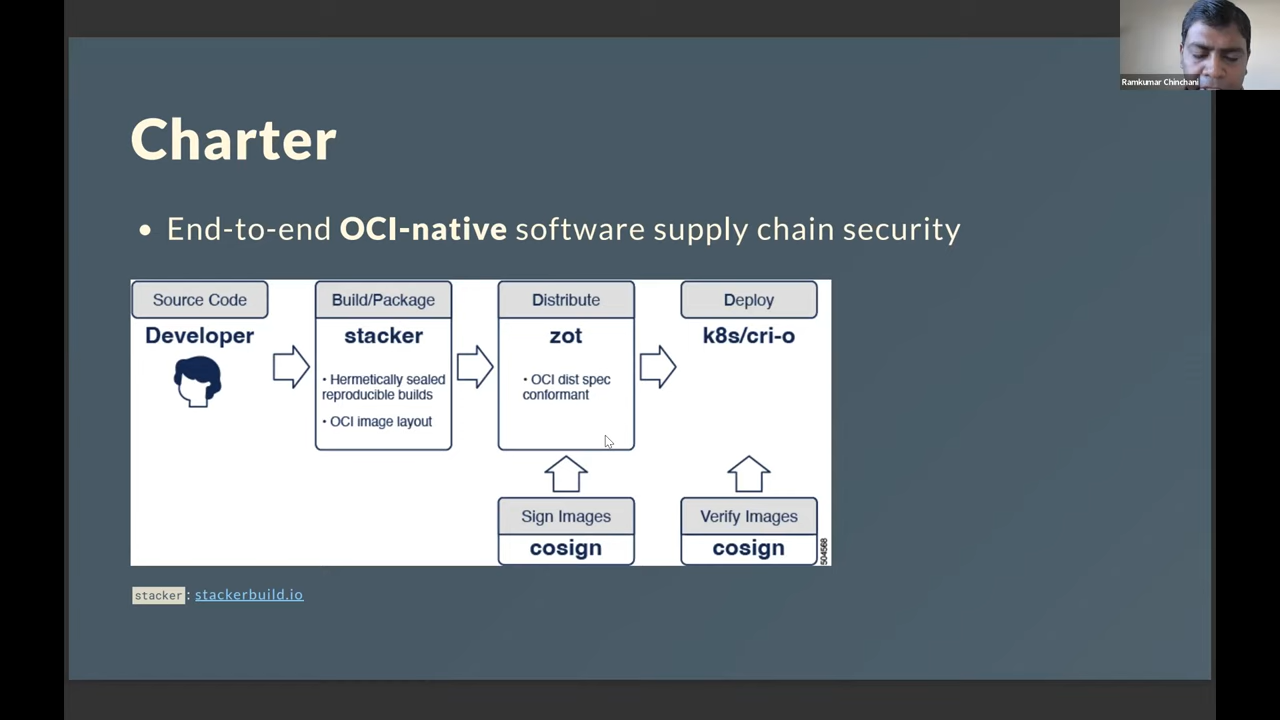 Ramkumar Chinchani
Charter
• End-to-end OCI-native software supply chain security
Source Code
Developer
Build/Package
stacker
• Hermetically sealed
reproducible builds
• OCI image layout
Distribute
zot
• OCI dist spec
conformant
Deploy
k8s/cri-o
Sign Images
cosign
Verify Images
cosign
504568
stacker: stackerbuild.io